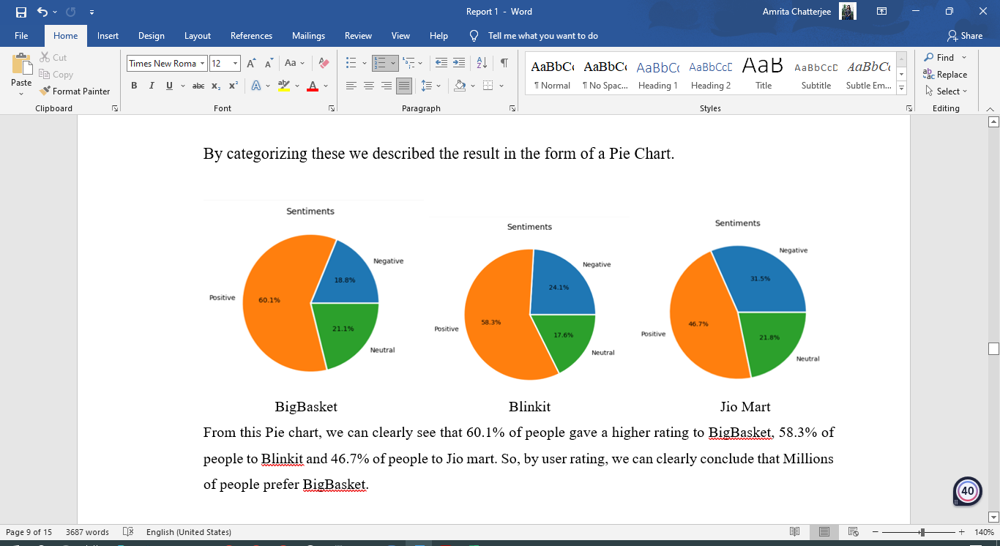 Report 1 - Word
Amrita Chatterjee
File Home Insert Design Layout References Mailings Review View Help Tell me what you want to do Share
Paste
Cut
Copy
Format Painter
Clipboard
Times New Roma 12
Aa
B I U abc x₂ x²
A ab A
Font
Paragraph
AaBbCc AaBbCc AaBbCc AaBbCcD AaB AaBbCcD AaBbCc
¶ Normal ¶ No Spac... Heading 1 Heading 2 Title Subtitle Subtle Em...
Styles
Find
Replace
Select
Editing
By categorizing these we described the result in the form of a Pie Chart.
Sentiments
Negative
18.8%
Positive
60.1%
21.1%
Neutral
Sentiments
Negative
24.1%
Positive
58.3%
17.6%
Neutral
Sentiments
Negative
31.5%
Positive
46.7%
21.8%
Neutral
BigBasket Blinkit Jio Mart
From this Pie chart, we can clearly see that 60.1% of people gave a higher rating to BigBasket, 58.3% of
people to Blinkit and 46.7% of people to Jio mart. So, by user rating, we can clearly conclude that Millions
of people prefer BigBasket.
40
Page 9 of 15 3687 words English (United States) 140%